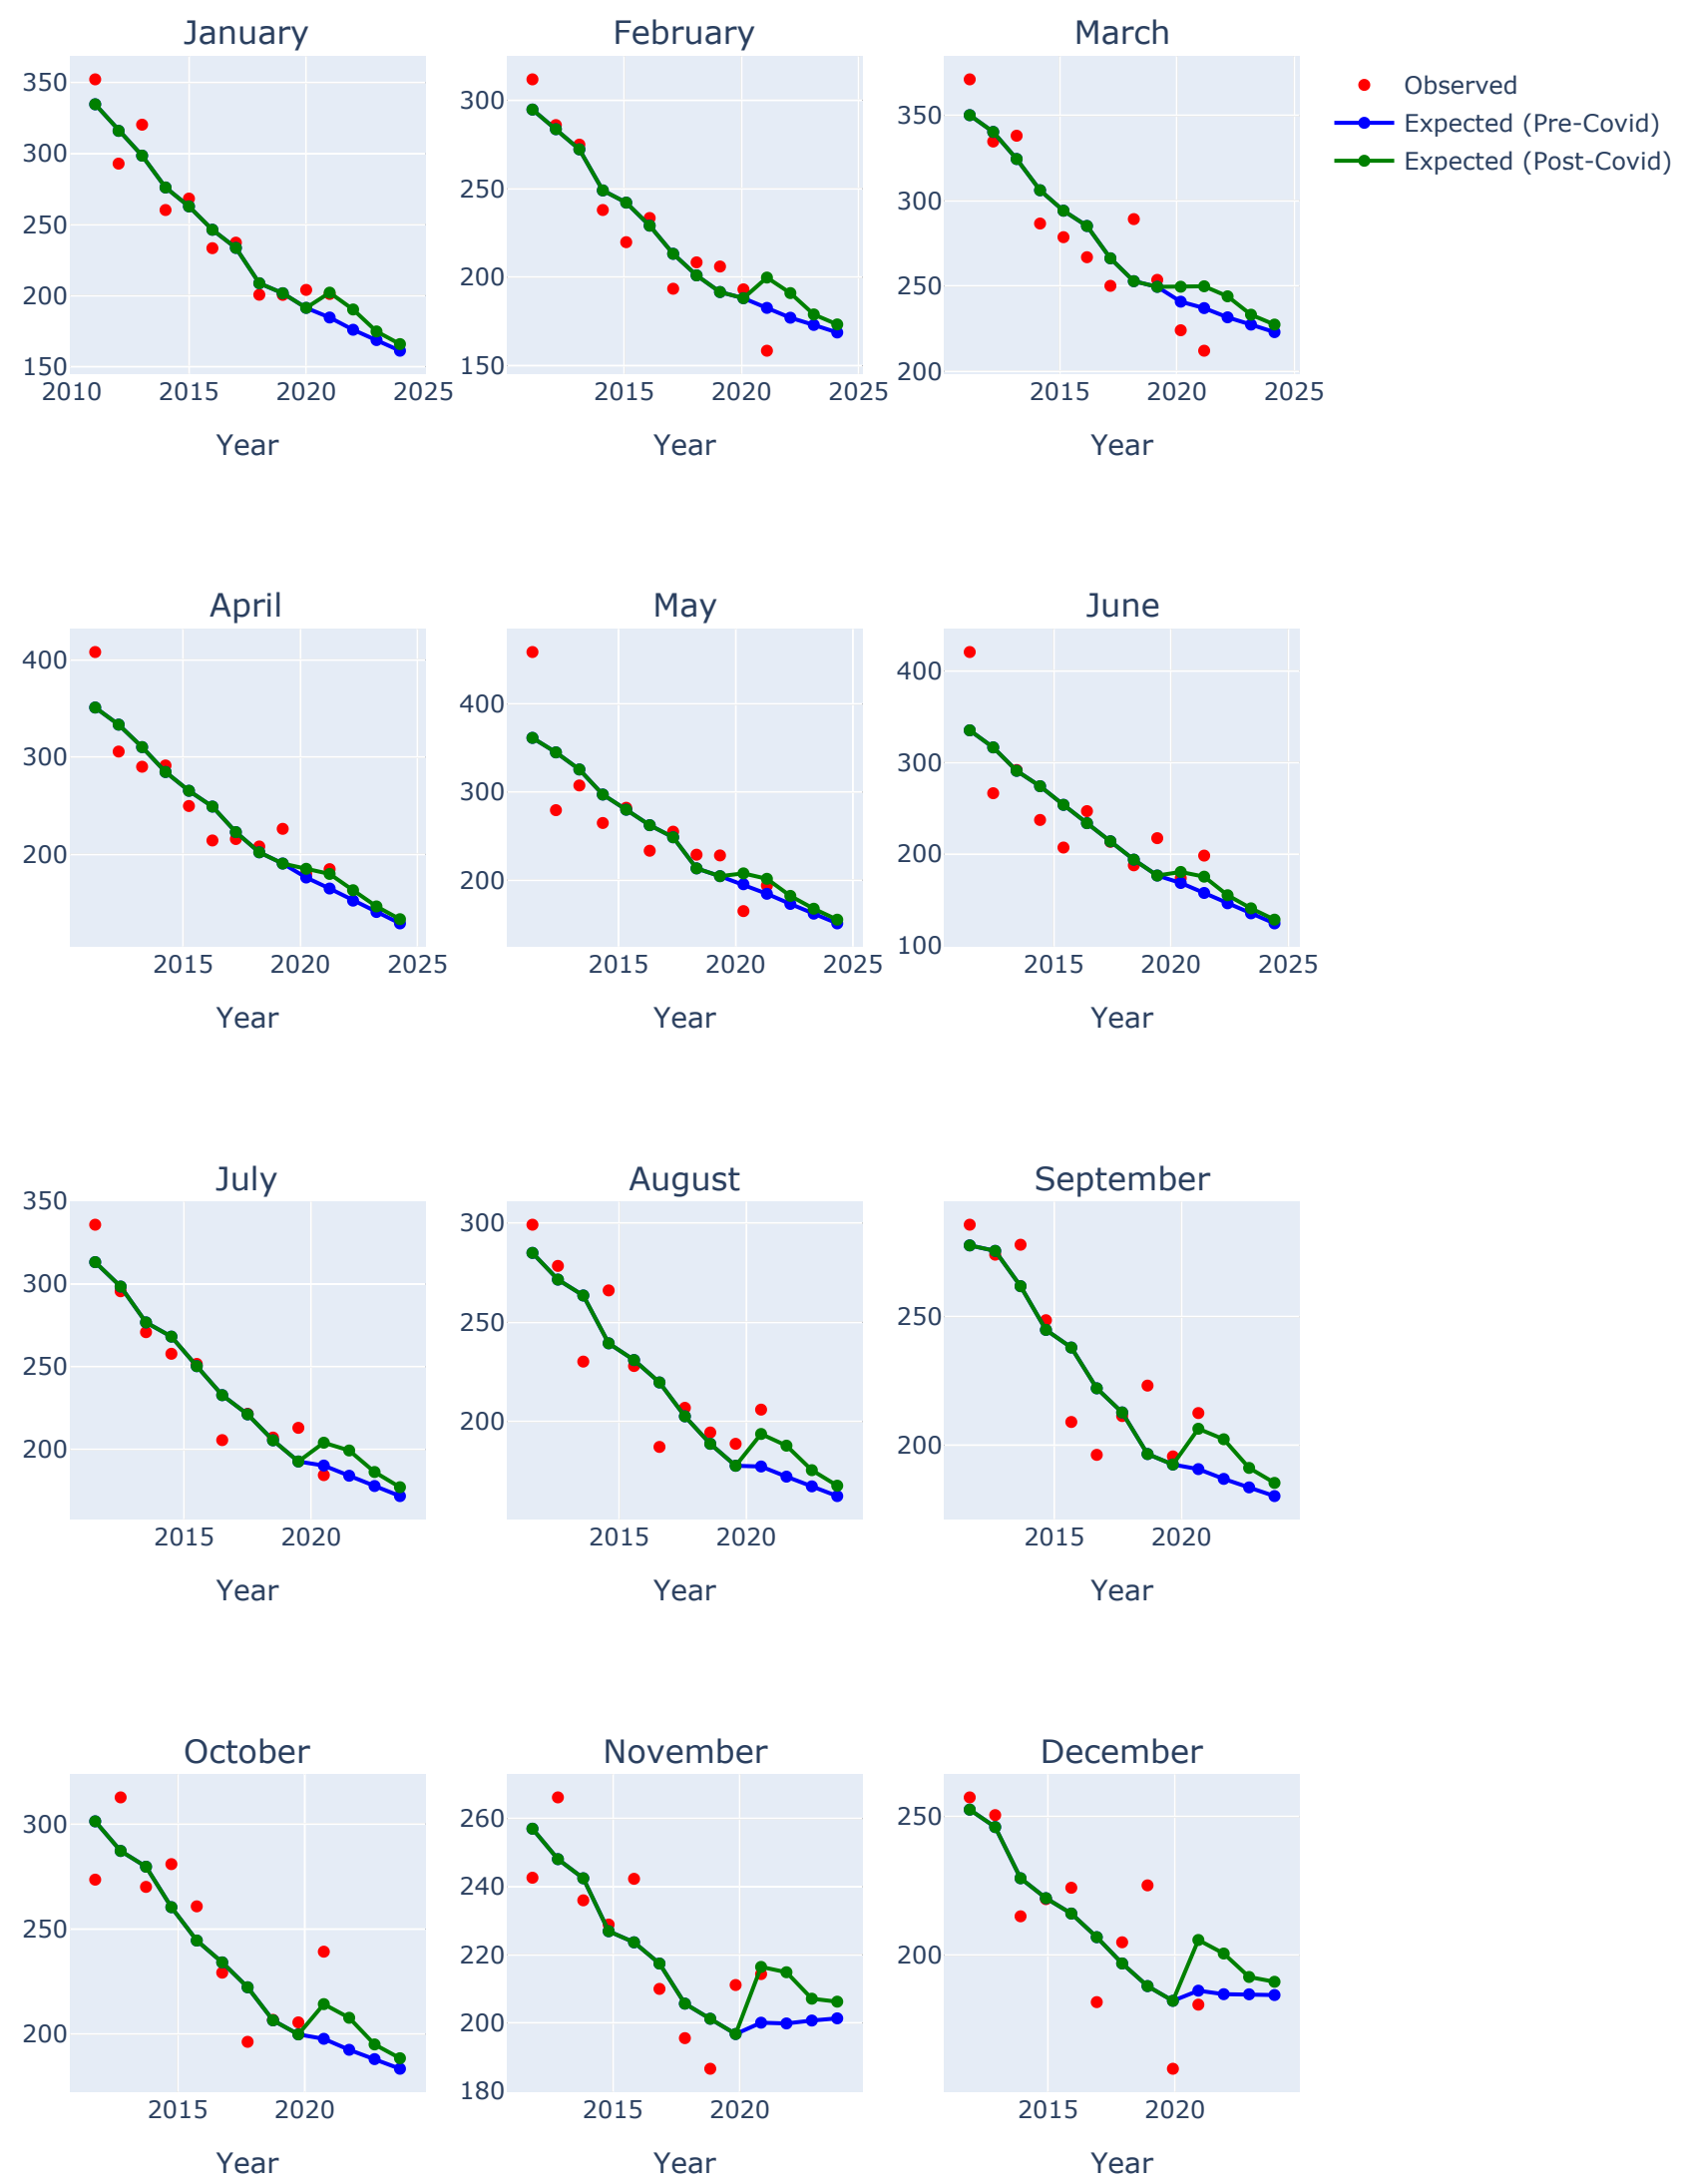 January
February
March
Observed
Expected (Pre-Covid)
Expected (Post-Covid)
350
300
250
200
150
2010 2015 2020 2025
Year
300
250
200
150
2015 2020 2025
Year
350
300
250
200
2015 2020 2025
Year
April
May
June
400
300
200
2015 2020 2025
Year
400
300
200
2015 2020 2025
Year
400
300
200
100
2015 2020 2025
Year
July
August
September
350
300
250
200
2015 2020
Year
300
250
200
2015 2020
Year
250
200
2015 2020
Year
October
November
December
300
250
200
2015 2020
Year
260
240
220
200
180
2015 2020
Year
250
200
2015 2020
Year